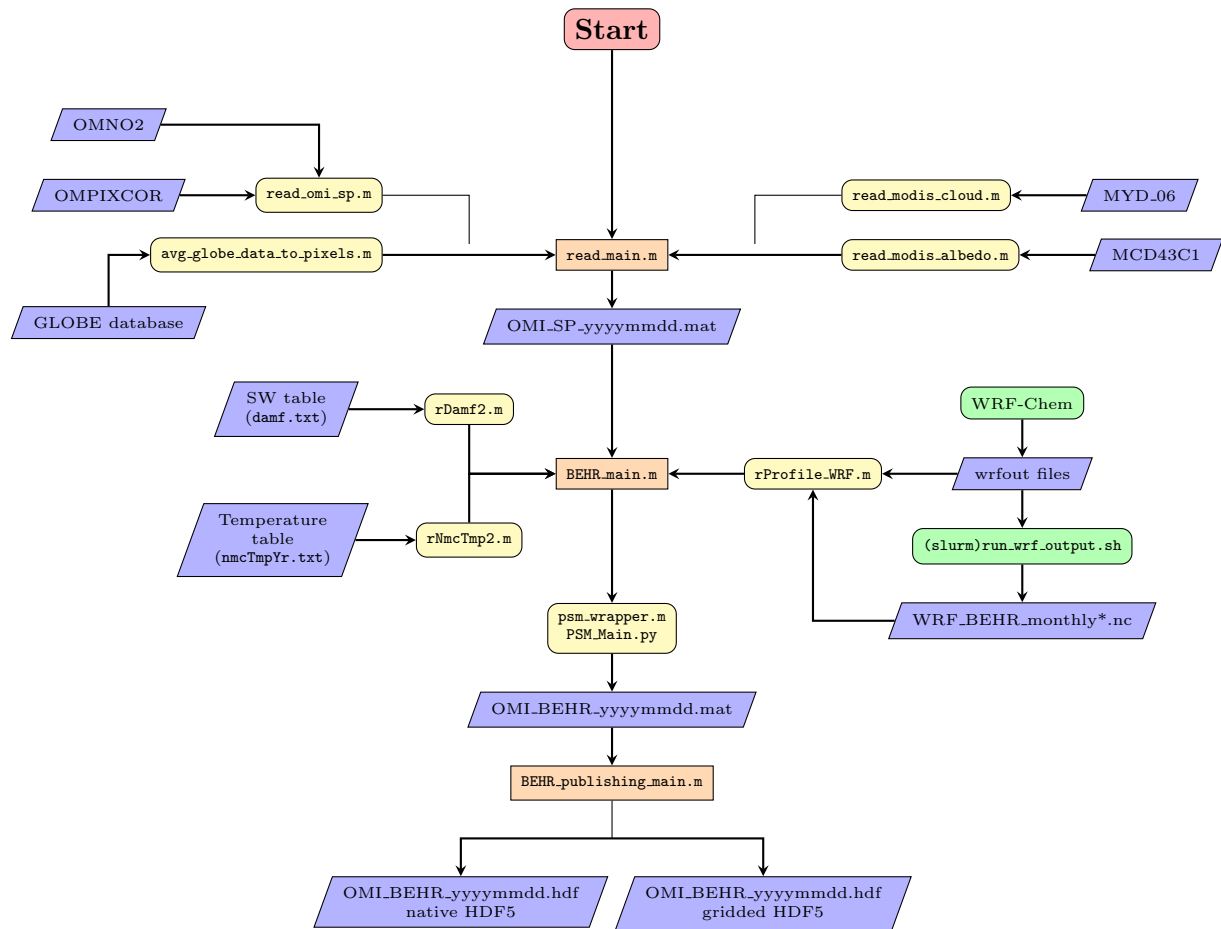 Start
OMNO2
OMPIXCOR
read_omi_sp.m
read_modis_cloud.m
MYD_06
avg_globe_data_to_pixels.m
read_main.m
read_modis_albedo.m
MCD43C1
GLOBE database
OMI_SP_yyyymmdd.mat
SW table
(damf.txt)
rDamf2.m
WRF-Chem
BEHR_main.m
rProfile_WRF.m
wrfout files
Temperature
table
(nmcTmpYr.txt)
rNmcTmp2.m
(slurm)run_wrf_output.sh
psm_wrapper.m
PSM_Main.py
WRF_BEHR_monthly*.nc
OMI_BEHR_yyyymmdd.mat
BEHR_publishing_main.m
OMI_BEHR_yyyymmdd.hdf
native HDF5
OMI_BEHR_yyyymmdd.hdf
gridded HDF5